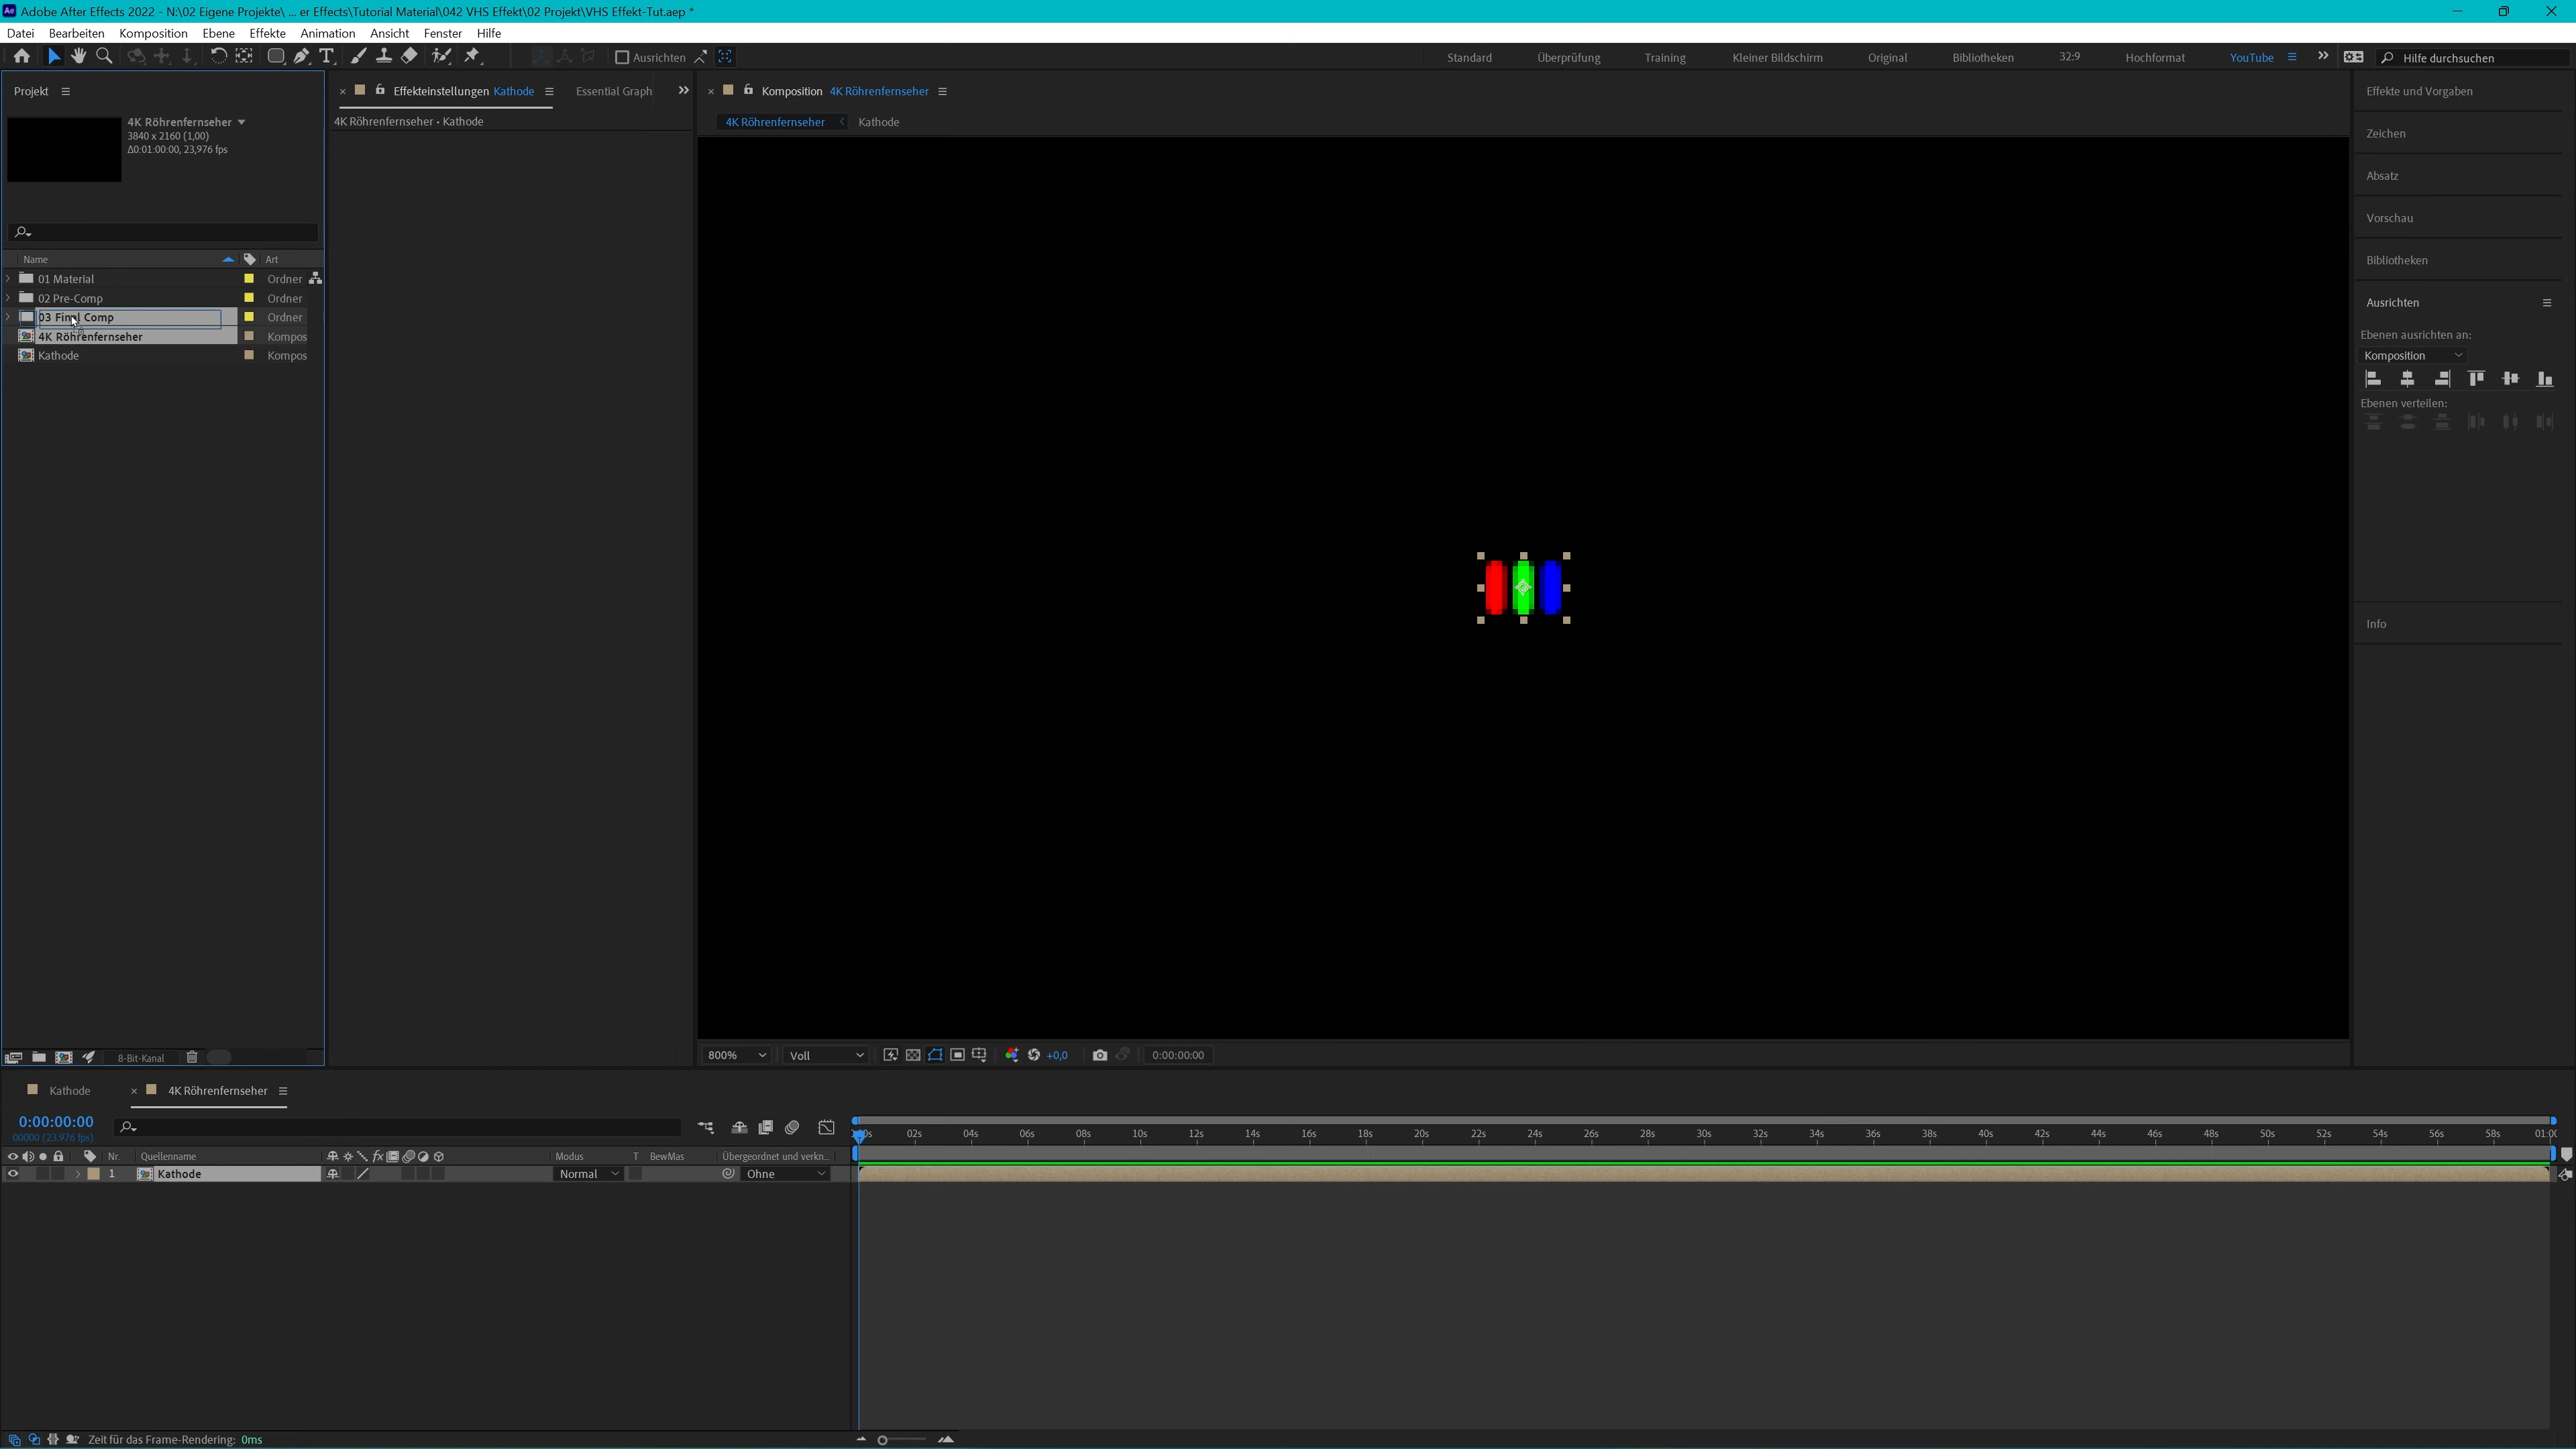 Adobe After Effects 2022 - N:\02 Eigene Projekte\ ... er Effects\Tutorial Material\042 VHS Effekt\02 Projekt\VHS Effekt-Tut.aep *
Datei Bearbeiten Komposition Ebene Effekte Animation Ansicht Fenster Hilfe
Ausrichten Standard Überprüfung Training Kleiner Bildschirm Original Bibliotheken 32:9 Hochformat YouTube Hilfe durchsuchen
Projekt
Effekteinstellungen Kathode Essential Graph
Komposition 4K Röhrenfernseher
4K Röhrenfernseher • Kathode
4K Röhrenfernseher Kathode
4K Röhrenfernseher
3840 x 2160 (1,00)
Δ0:01:00:00, 23,976 fps
Name Art
01 Material Ordner
02 Pre-Comp Ordner
03 Final Comp Ordner
4K Röhrenfernseher Kompos
Kathode Kompos
8-Bit-Kanal
800% Voll +0,0 0:00:00:00
Effekte und Vorgaben
Zeichen
Absatz
Vorschau
Bibliotheken
Ausrichten
Ebenen ausrichten an:
Komposition
Ebenen verteilen:
Info
Kathode 4K Röhrenfernseher
0:00:00:00
00000 (23.976 fps)
02s 04s 06s 08s 10s 12s 14s 16s 18s 20s 22s 24s 26s 28s 30s 32s 34s 36s 38s 40s 42s 44s 46s 48s 50s 52s 54s 56s 58s
Nr. Quellenname Modus T BewMas Übergeordnet und verkn...
1 Kathode Normal Ohne
Zeit für das Frame-Rendering: 0ms